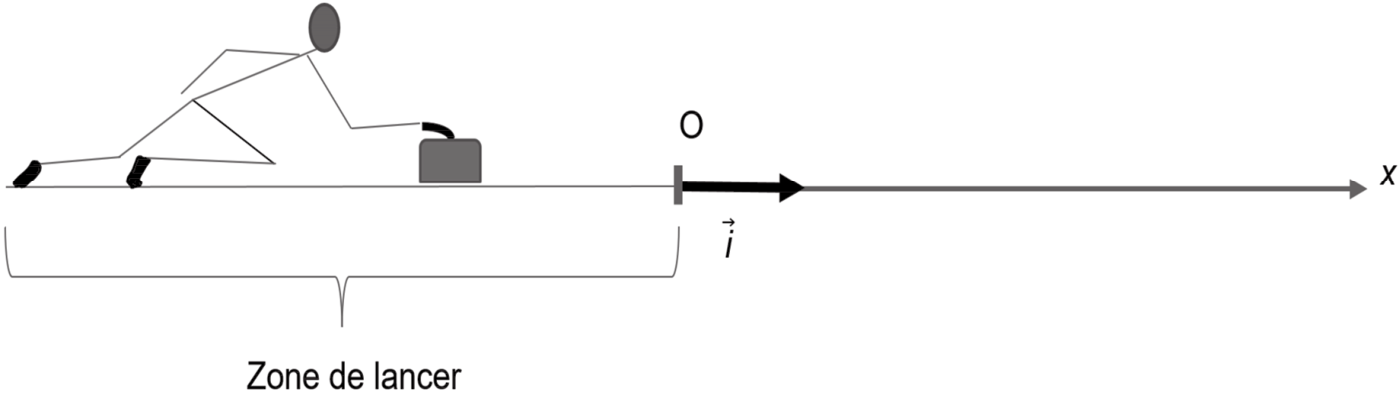 O
x
i⃗
Zone de lancer